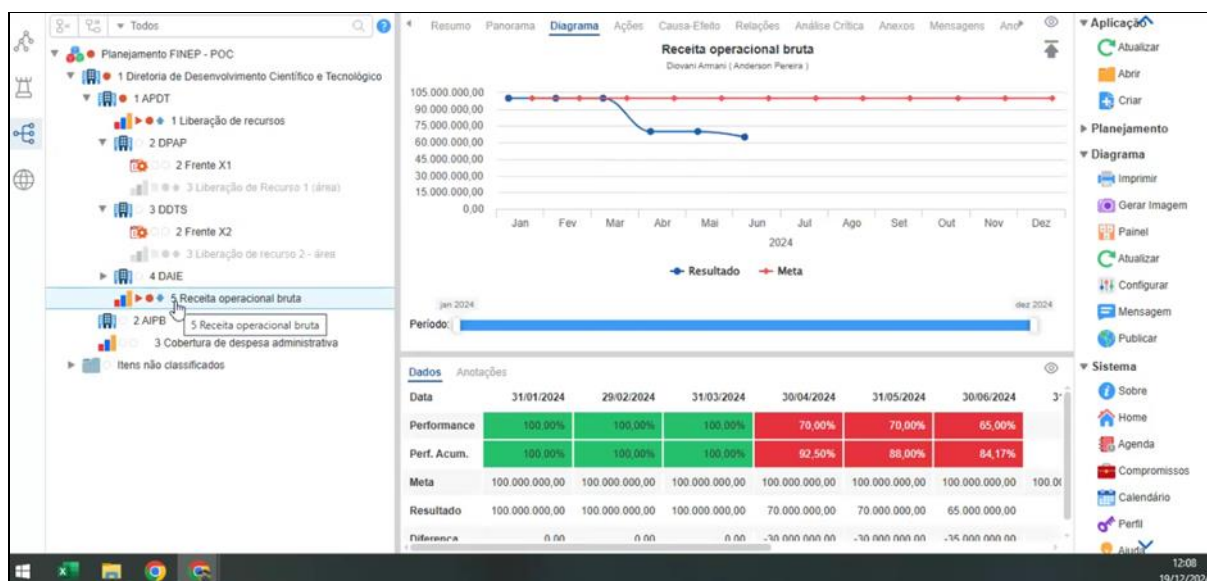 Todos
Planejamento FINEP - POC
1 Diretoria de Desenvolvimento Científico e Tecnológico
1 APDT
1 Liberação de recursos
2 DPAP
2 Frente X1
3 Liberação de Recurso 1 (área)
3 DDTS
2 Frente X2
3 Liberação de recurso 2 - área
4 DAIE
5 Receita operacional bruta
2 AIPB
5 Receita operacional bruta
3 Cobertura de despesa administrativa
Itens não classificados
Resumo Panorama Diagrama Ações Causa-Efeito Relações Análise Crítica Anexos Mensagens
Receita operacional bruta
Diovani Armani ( Anderson Pereira )
105.000.000,00
90.000.000,00
75.000.000,00
60.000.000,00
45.000.000,00
30.000.000,00
15.000.000,00
0,00
Jan Fev Mar Abr Mai Jun Jul Ago Set Out Nov Dez
2024
Resultado Meta
jan 2024 dez 2024
Período:
Dados Anotações
Data 31/01/2024 29/02/2024 31/03/2024 30/04/2024 31/05/2024 30/06/2024
Performance 100,00% 100,00% 100,00% 70,00% 70,00% 65,00%
Perf. Acum. 100,00% 100,00% 100,00% 92,50% 88,00% 84,17%
Meta 100.000.000,00 100.000.000,00 100.000.000,00 100.000.000,00 100.000.000,00 100.000.000,00
Resultado 100.000.000,00 100.000.000,00 100.000.000,00 70.000.000,00 70.000.000,00 65.000.000,00
Diferença 0,00 0,00 0,00 -30.000.000,00 -30.000.000,00 -35.000.000,00
Aplicação
Atualizar
Abrir
Criar
Planejamento
Diagrama
Imprimir
Gerar Imagem
Painel
Atualizar
Configurar
Mensagem
Publicar
Sistema
Sobre
Home
Agenda
Compromissos
Calendário
Perfil
Ajuda
12:08